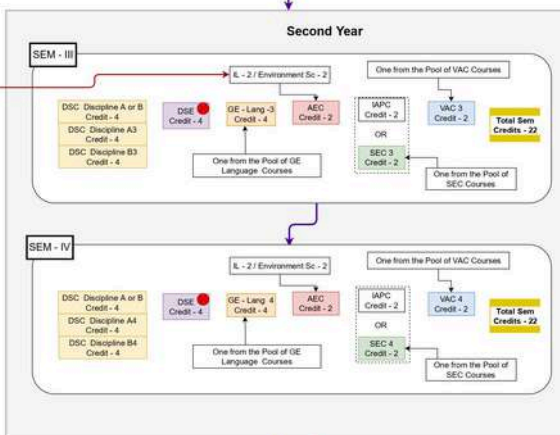 Second Year
SEM - III
IL - 2 / Environment Sc - 2
One from the Pool of VAC Courses
DSC Discipline A or B
Credit - 4
DSC Discipline A3
Credit - 4
DSC Discipline B3
Credit - 4
DSE
Credit - 4
GE - Lang -3
Credit - 4
AEC
Credit -2
IAPC
Credit - 2
OR
SEC 3
Credit - 2
VAC 3
Credit - 2
Total Sem
Credits - 22
One from the Pool of GE
Language Courses
One from the Pool of
SEC Courses
SEM - IV
IL - 2 / Environment Sc - 2
One from the Pool of VAC Courses
DSC Discipline A or B
Credit - 4
DSC Discipline A4
Credit - 4
DSC Discipline B4
Credit - 4
DSE
Credit - 4
GE - Lang 4
Credit - 4
AEC
Credit - 2
IAPC
Credit - 2
OR
SEC 4
Credit - 2
VAC 4
Credit - 2
Total Sem
Credits - 22
One from the Pool of GE
Language Courses
One from the Pool of
SEC Courses